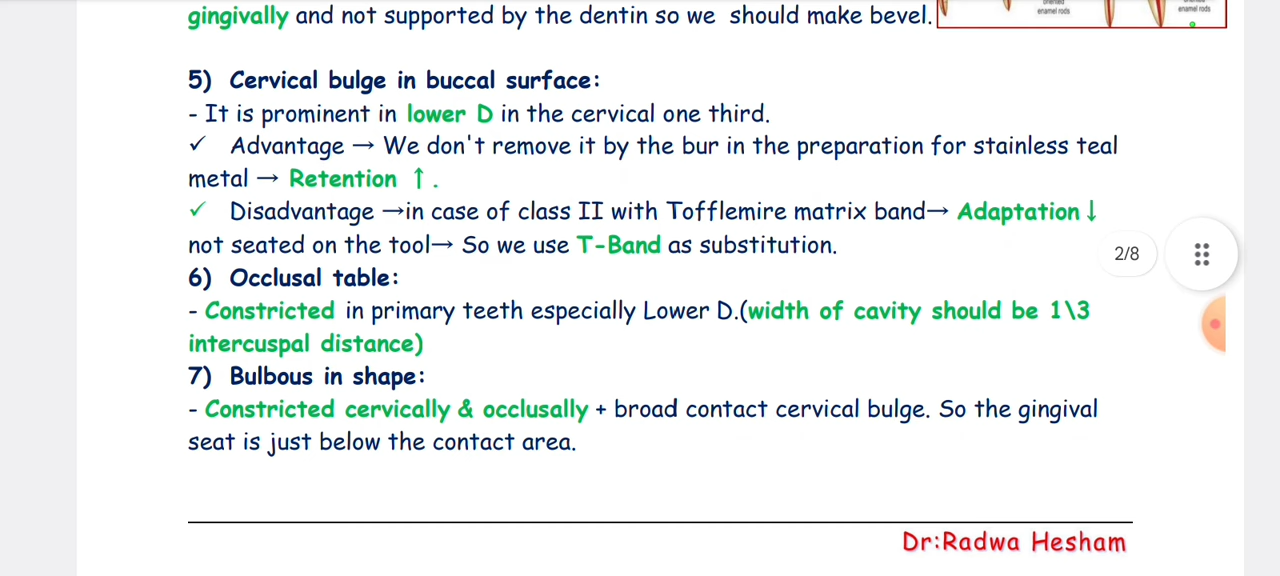 gingivally and not supported by the dentin so we should make bevel.
enamel rods
enamel rods
5) Cervical bulge in buccal surface:
- It is prominent in lower D in the cervical one third.
✓ Advantage → We don't remove it by the bur in the preparation for stainless teal
metal → Retention ↑ .
✓ Disadvantage →in case of class II with Tofflemire matrix band→ Adaptation↓
not seated on the tool→ So we use T-Band as substitution.
2/8
6) Occlusal table:
- Constricted in primary teeth especially Lower D.(width of cavity should be 1\3
intercuspal distance)
7) Bulbous in shape:
- Constricted cervically & occlusally + broad contact cervical bulge. So the gingival
seat is just below the contact area.
Dr:Radwa Hesham